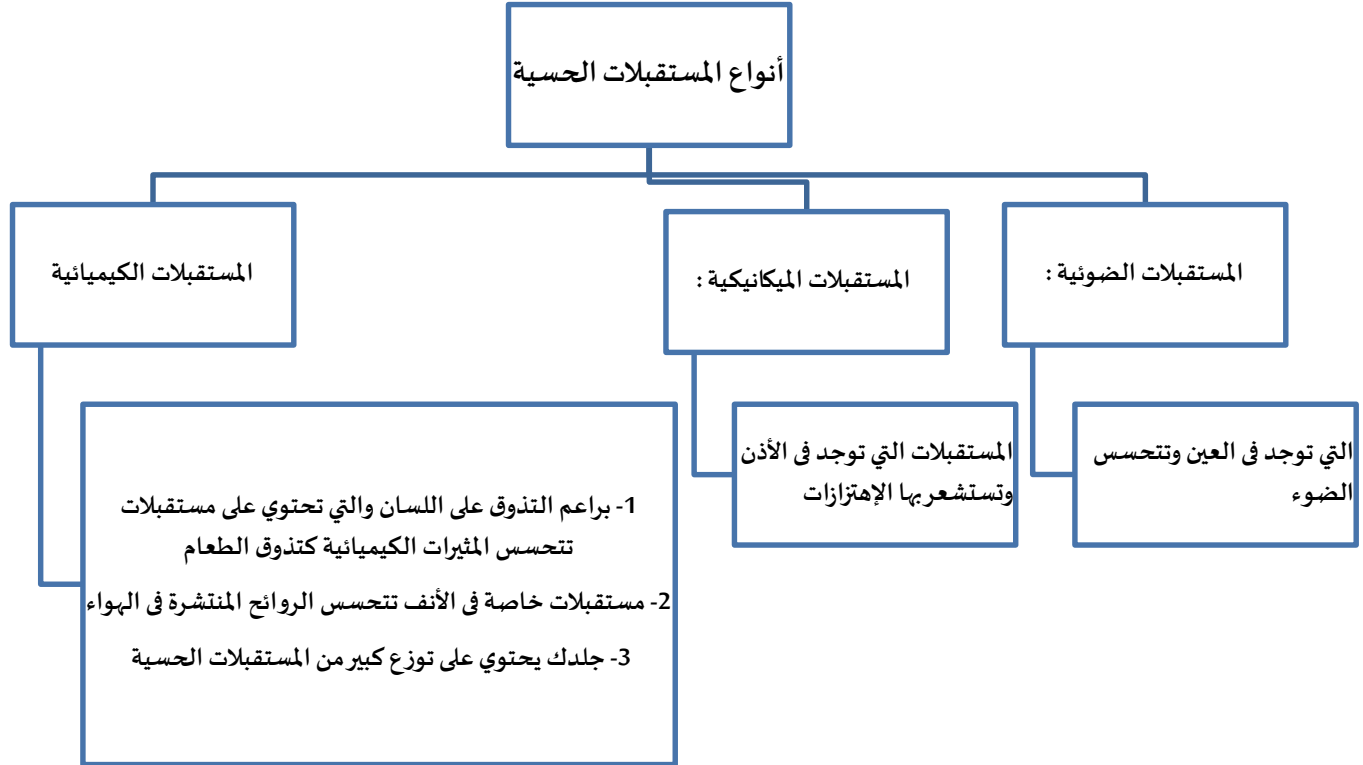 أنواع المستقبلات الحسية
المستقبلات الضوئية :
المستقبلات الميكانيكية :
المستقبلات الكيميائية
التي توجد فى العين وتتحسس
الضوء
المستقبلات التي توجد فى الأذن
وتستشعر بها الإهتزازات
1- براعم التذوق على اللسان والتي تحتوي على مستقبلات
تتحسس المثيرات الكيميائية كتذوق الطعام
2- مستقبلات خاصة فى الأنف تتحسس الروائح المنتشرة فى الهواء
3- جلدك يحتوي على توزع كبير من المستقبلات الحسية